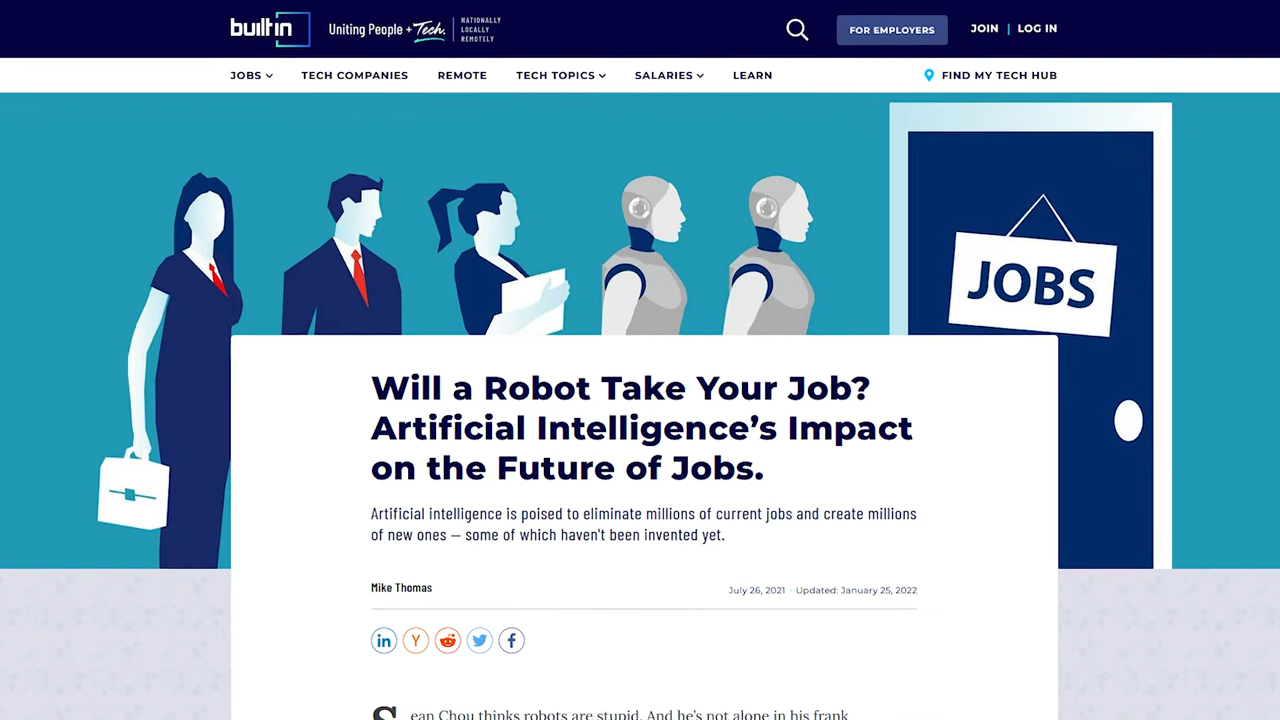 builtin
Uniting People + Tech.
NATIONALLY
LOCALLY
REMOTELY
FOR EMPLOYERS
JOIN | LOG IN
JOBS
TECH COMPANIES
REMOTE
TECH TOPICS
SALARIES
LEARN
FIND MY TECH HUB
JOBS
Will a Robot Take Your Job?
Artificial Intelligence’s Impact
on the Future of Jobs.
Artificial intelligence is poised to eliminate millions of current jobs and create millions
of new ones — some of which haven't been invented yet.
Mike Thomas
July 26, 2021 · Updated: January 25, 2022
in
Y
f
Sean Chou thinks robots are stupid. And he’s not alone in his frank